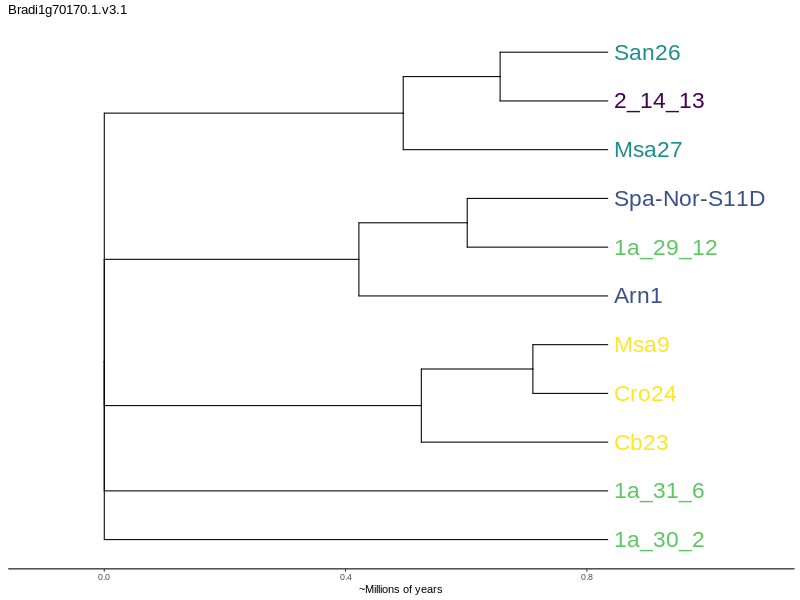 Bradi1g70170.1.v3.1
San26
2_14_13
Msa27
Spa-Nor-S11D
1a_29_12
Arn1
Msa9
Cro24
Cb23
1a_31_6
1a_30_2
0.0 0.4 0.8
~Millions of years